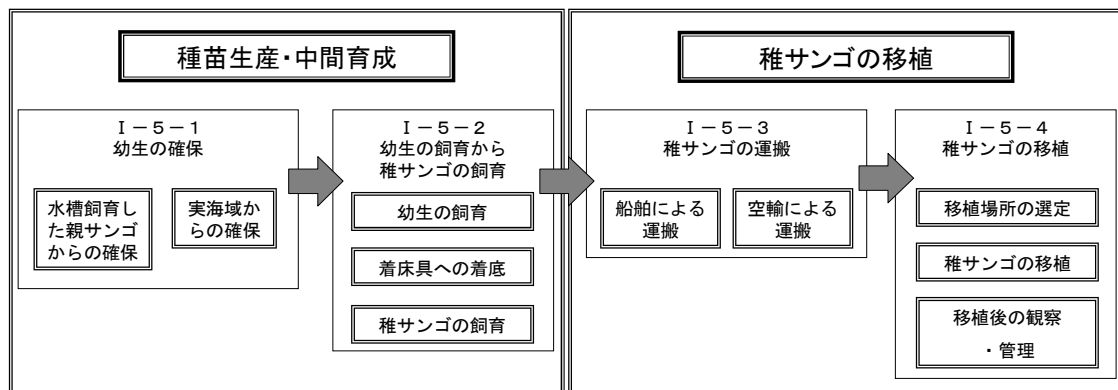 種苗生産・中間育成
Ⅰ－５－１
幼生の確保
水槽飼育し
た親サンゴ
からの確保
実海域か
らの確保
Ⅰ－５－２
幼生の飼育から
稚サンゴの飼育
幼生の飼育
着床具への着底
稚サンゴの飼育
稚サンゴの移植
Ⅰ－５－３
稚サンゴの運搬
船舶による
運搬
空輸による
運搬
Ⅰ－５－４
稚サンゴの移植
移植場所の選定
稚サンゴの移植
移植後の観察
・管理